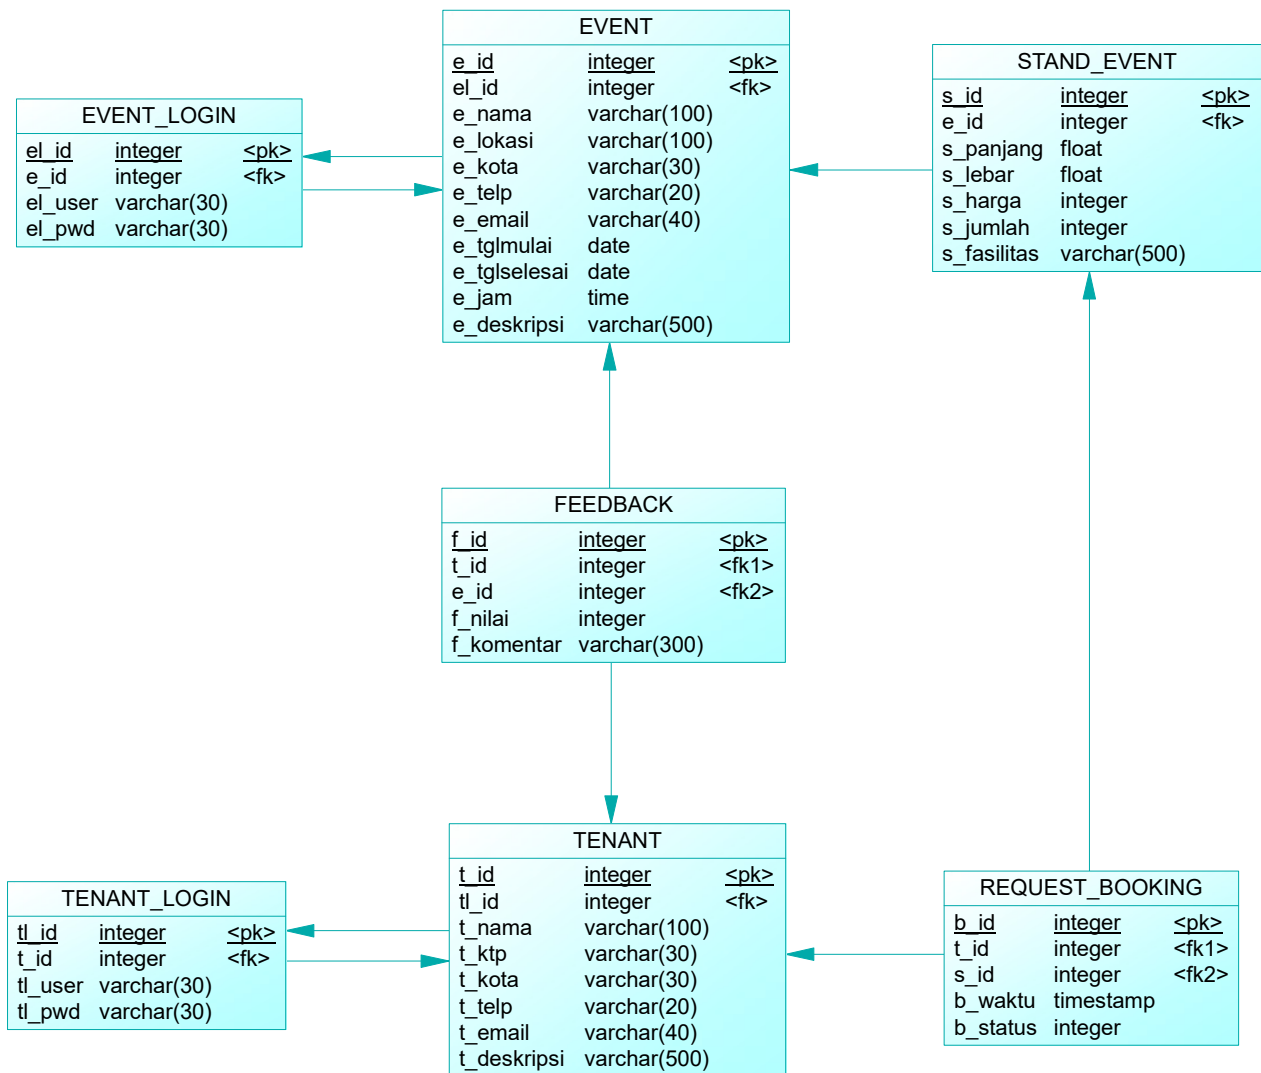 EVENT
e_id integer <pk>
el_id integer <fk>
e_nama varchar(100)
e_lokasi varchar(100)
e_kota varchar(30)
e_telp varchar(20)
e_email varchar(40)
e_tglmulai date
e_tglselesai date
e_jam time
e_deskripsi varchar(500)
STAND_EVENT
s_id integer <pk>
e_id integer <fk>
s_panjang float
s_lebar float
s_harga integer
s_jumlah integer
s_fasilitas varchar(500)
EVENT_LOGIN
el_id integer <pk>
e_id integer <fk>
el_user varchar(30)
el_pwd varchar(30)
FEEDBACK
f_id integer <pk>
t_id integer <fk1>
e_id integer <fk2>
f_nilai integer
f_komentar varchar(300)
TENANT
t_id integer <pk>
tl_id integer <fk>
t_nama varchar(100)
t_ktp varchar(30)
t_kota varchar(30)
t_telp varchar(20)
t_email varchar(40)
t_deskripsi varchar(500)
TENANT_LOGIN
tl_id integer <pk>
t_id integer <fk>
tl_user varchar(30)
tl_pwd varchar(30)
REQUEST_BOOKING
b_id integer <pk>
t_id integer <fk1>
s_id integer <fk2>
b_waktu timestamp
b_status integer